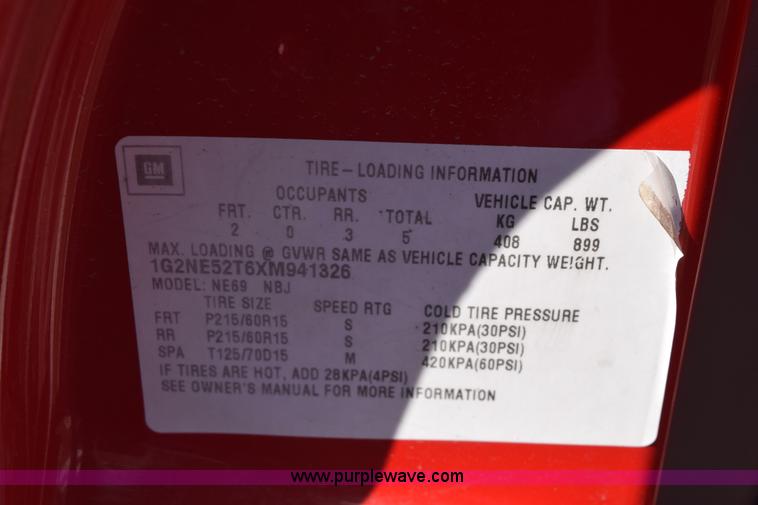 GM
TIRE-LOADING INFORMATION
OCCUPANTS VEHICLE CAP. WT.
FRT. CTR. RR. TOTAL KG LBS
2 0 3 5 408 899
MAX. LOADING @ GVWR SAME AS VEHICLE CAPACITY WEIGHT.
1G2NE52T6XM941326
MODEL: NE69 NBJ
TIRE SIZE SPEED RTG COLD TIRE PRESSURE
FRT P215/60R15 S 210KPA(30PSI)
RR P215/60R15 S 210KPA(30PSI)
SPA T125/70D15 M 420KPA(60PSI)
IF TIRES ARE HOT, ADD 28KPA(4PSI)
SEE OWNER'S MANUAL FOR MORE INFORMATION
www.purplewave.com